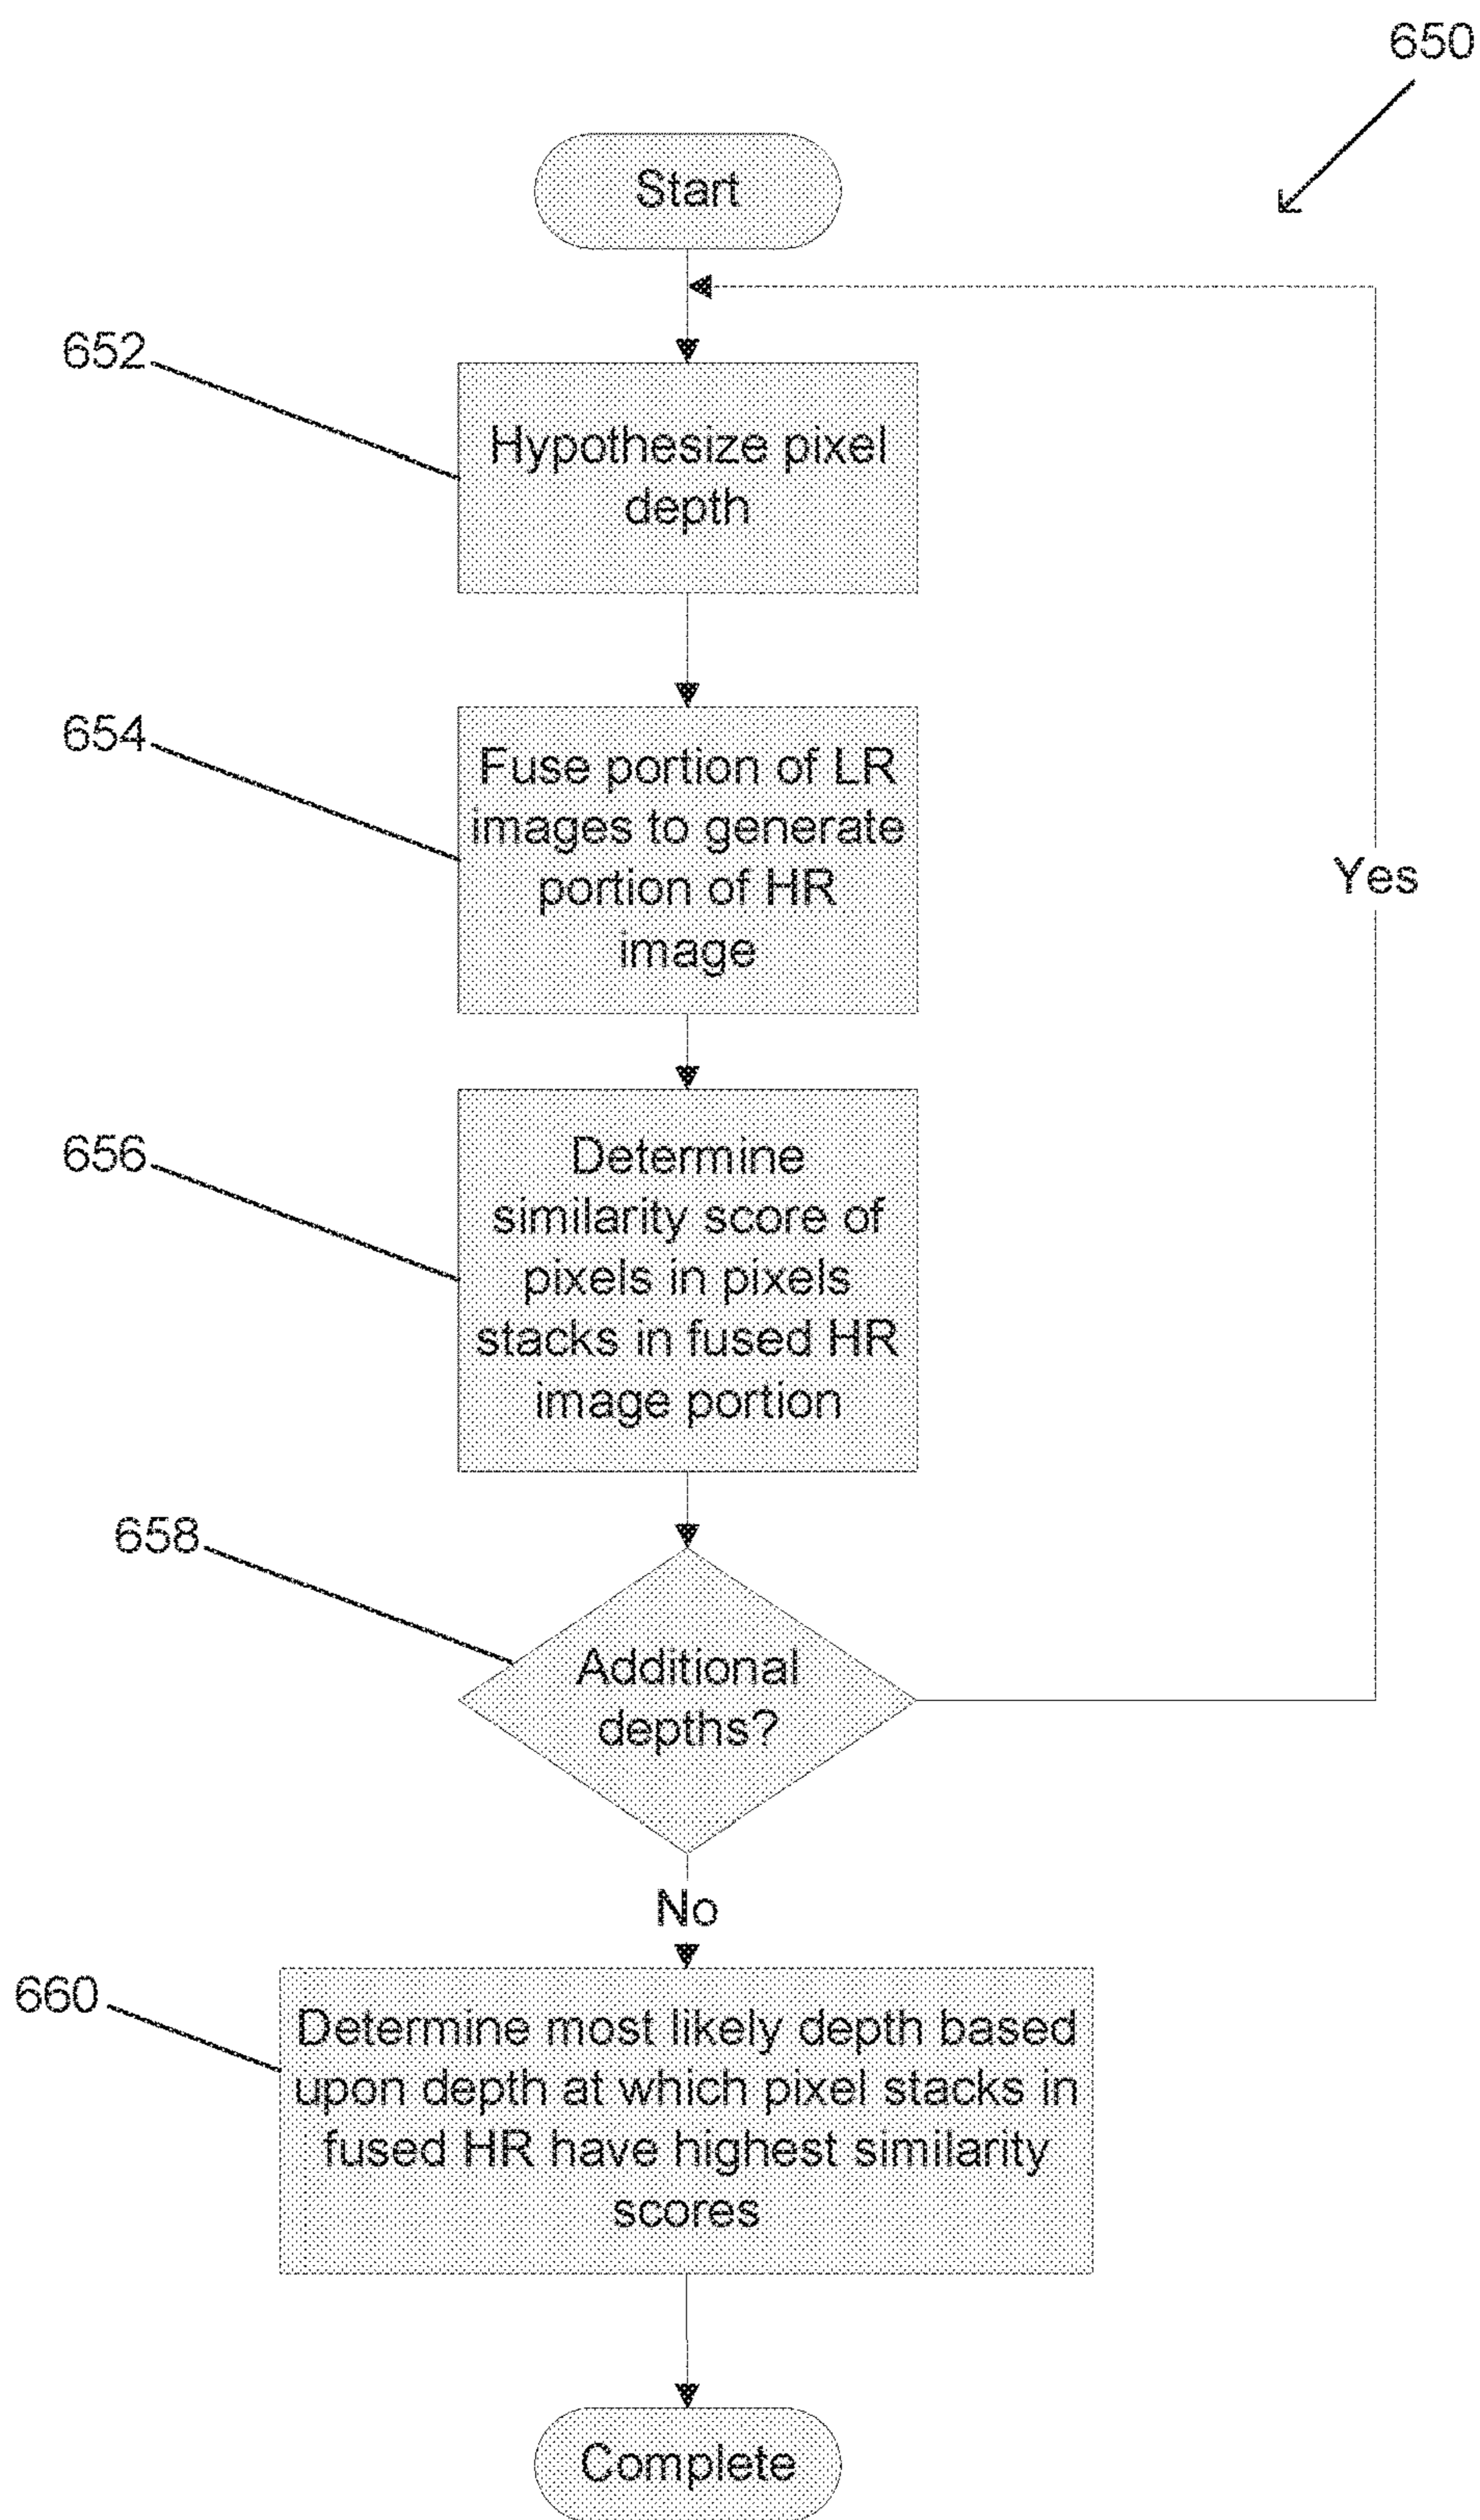 650
Start
652
Hypothesize pixel
depth
654
Fuse portion of LR
images to generate
portion of HR
image
Yes
656
Determine
similarity score of
pixels in pixels
stacks in fused HR
image portion
658
Additional
depths?
No
660
Determine most likely depth based
upon depth at which pixel stacks in
fused HR have highest similarity
scores
Complete